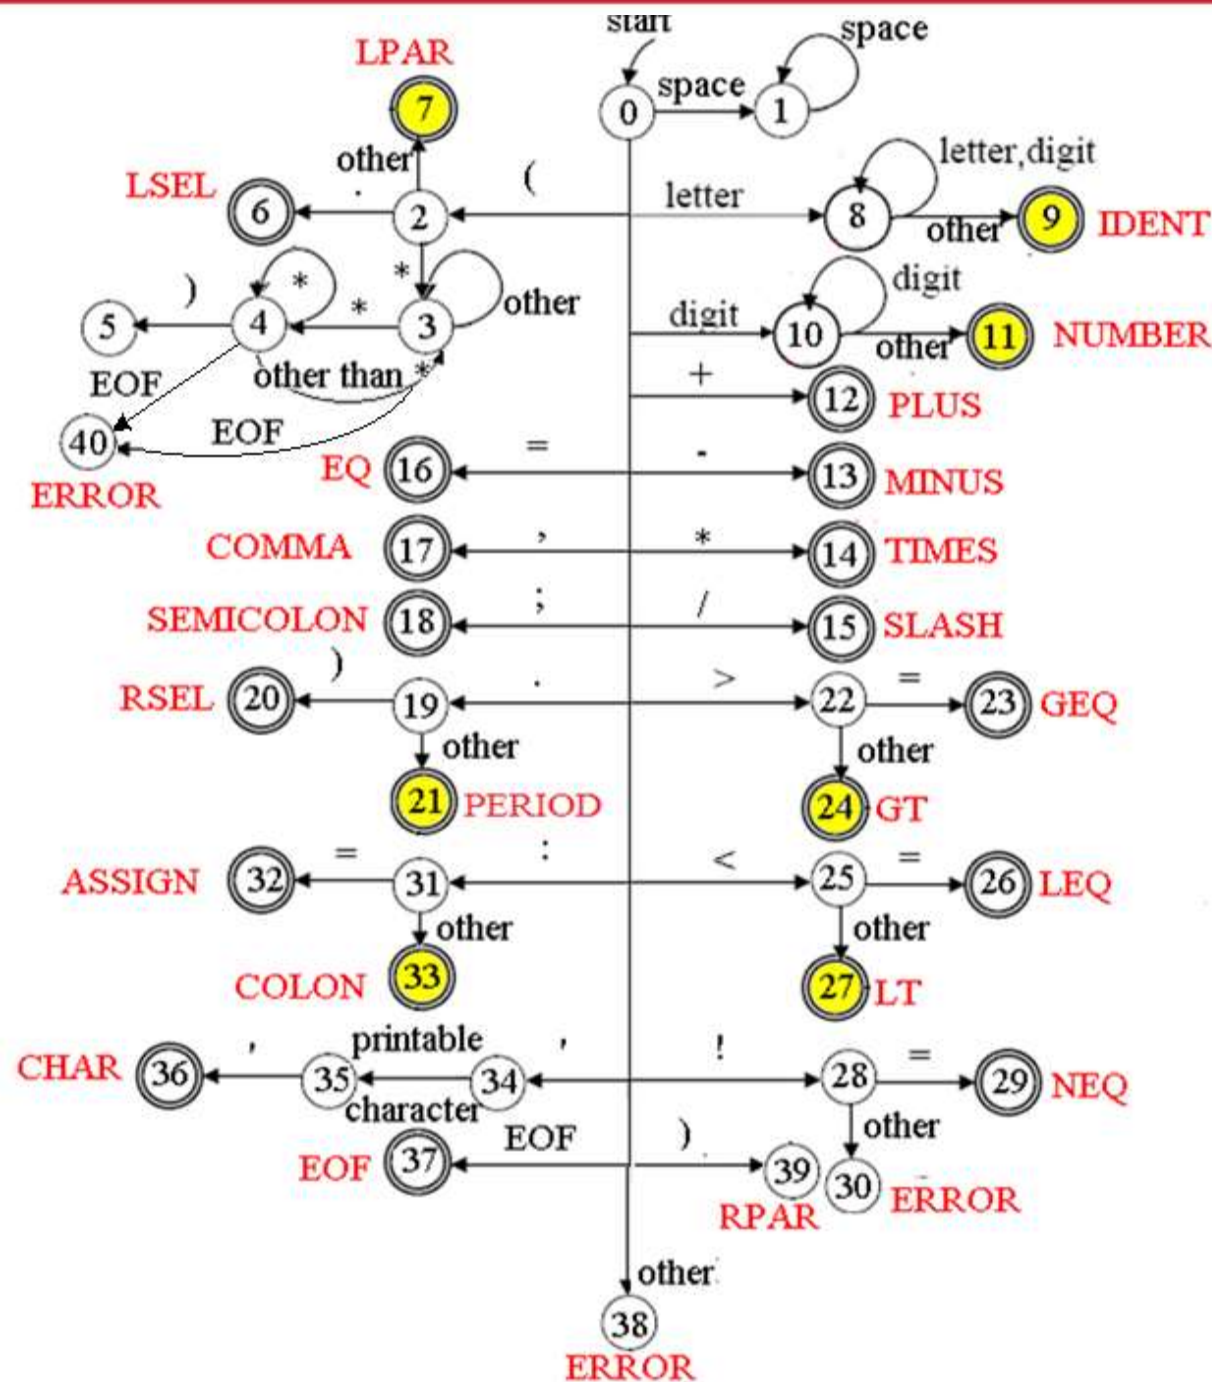 start
space
LPAR
7
0
space
1
other
letter,digit
LSEL
6
.
2
(
letter
8
other
9
IDENT
)
*
*
digit
5
4
*
3
other
digit
10
other
11
NUMBER
EOF
other than *
+
12
PLUS
40
EOF
ERROR
EQ
16
=
-
13
MINUS
COMMA
17
,
*
14
TIMES
SEMICOLON
18
;
/
15
SLASH
RSEL
20
)
19
.
>
22
=
23
GEQ
other
other
21
PERIOD
24
GT
ASSIGN
32
=
31
:
<
25
=
26
LEQ
other
other
COLON
33
27
LT
CHAR
36
'
35
printable
character
34
'
!
28
=
29
NEQ
other
EOF
37
EOF
)
39
RPAR
30
ERROR
other
38
ERROR